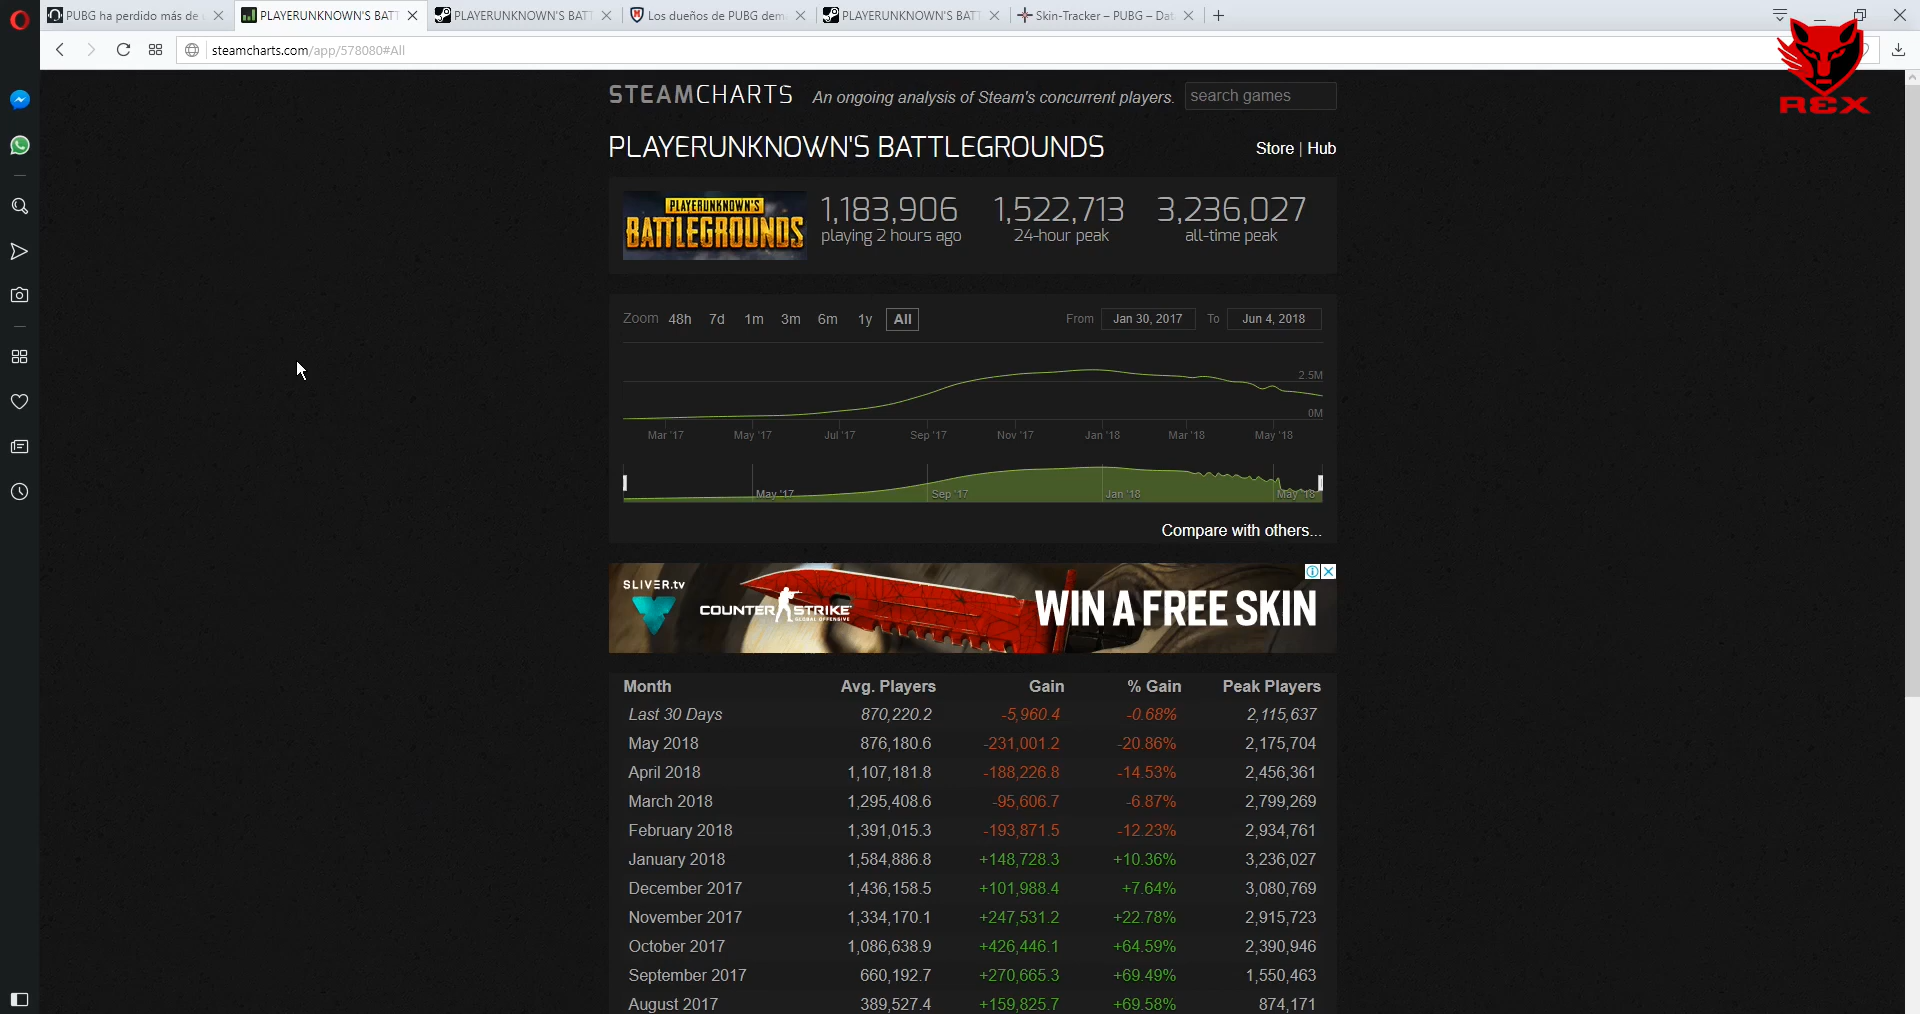 PUBG ha perdido más de
PLAYERUNKNOWN'S BATT
PLAYERUNKNOWN'S BATT
Los dueños de PUBG dem
PLAYERUNKNOWN'S BATT
Skin-Tracker – PUBG – Dat
steamcharts.com/app/578080#All
REX
STEAMCHARTS An ongoing analysis of Steam's concurrent players. search games
PLAYERUNKNOWN'S BATTLEGROUNDS Store | Hub
PLAYERUNKNOWN'S
BATTLEGROUNDS
1,183,906 1,522,713 3,236,027
playing 2 hours ago 24-hour peak all-time peak
Zoom 48h 7d 1m 3m 6m 1y All From Jan 30, 2017 To Jun 4, 2018
2.5M
0M
Mar '17 May '17 Jul '17 Sep '17 Nov '17 Jan '18 Mar '18 May '18
May '17 Sep '17 Jan '18 May '18
Compare with others...
SLIVER.tv
COUNTER STRIKE
GLOBAL OFFENSIVE
WIN A FREE SKIN
Month Avg. Players Gain % Gain Peak Players
Last 30 Days 870,220.2 -5,960.4 -0.68% 2,115,637
May 2018 876,180.6 -231,001.2 -20.86% 2,175,704
April 2018 1,107,181.8 -188,226.8 -14.53% 2,456,361
March 2018 1,295,408.6 -95,606.7 -6.87% 2,799,269
February 2018 1,391,015.3 -193,871.5 -12.23% 2,934,761
January 2018 1,584,886.8 +148,728.3 +10.36% 3,236,027
December 2017 1,436,158.5 +101,988.4 +7.64% 3,080,769
November 2017 1,334,170.1 +247,531.2 +22.78% 2,915,723
October 2017 1,086,638.9 +426,446.1 +64.59% 2,390,946
September 2017 660,192.7 +270,665.3 +69.49% 1,550,463
August 2017 389,527.4 +159,825.7 +69.58% 874,171